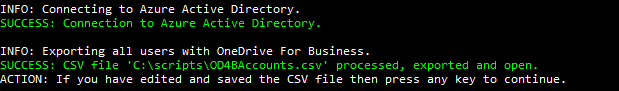 INFO: Connecting to Azure Active Directory.
SUCCESS: Connection to Azure Active Directory.
INFO: Exporting all users with OneDrive For Business.
SUCCESS: CSV file 'C:\scripts\OD4BAccounts.csv' processed, exported and open.
ACTION: If you have edited and saved the CSV file then press any key to continue.